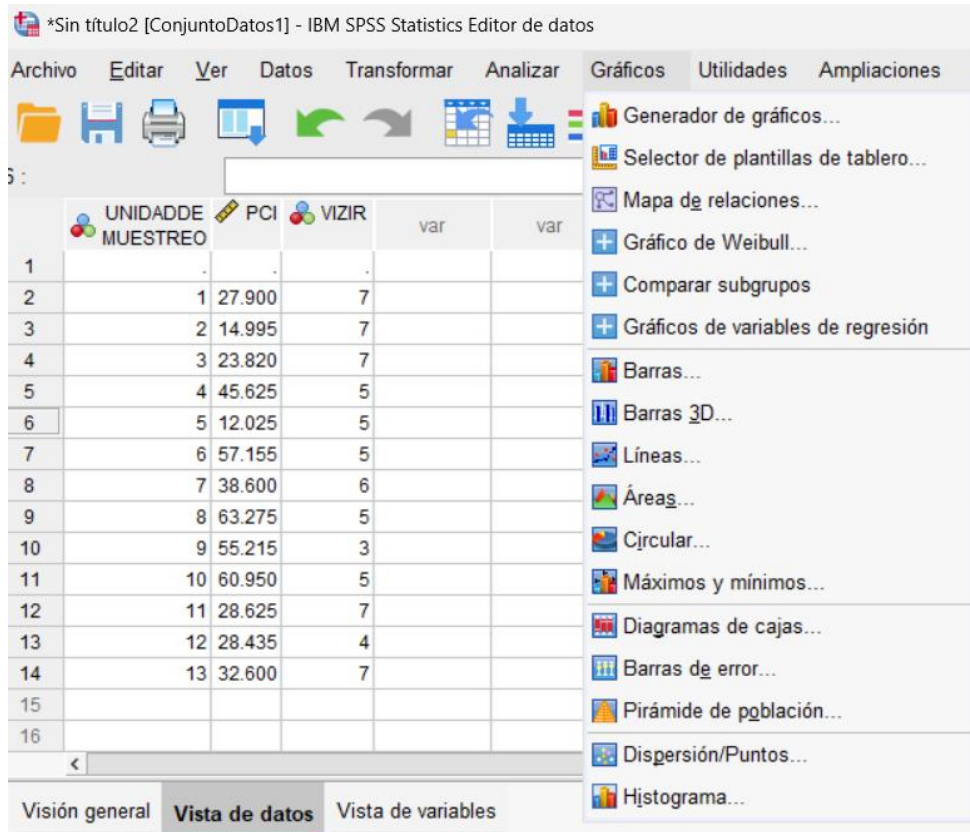 *Sin título2 [ConjuntoDatos1] - IBM SPSS Statistics Editor de datos
Archivo Editar Ver Datos Transformar Analizar Gráficos Utilidades Ampliaciones
Generador de gráficos...
Selector de plantillas de tablero...
Mapa de relaciones...
Gráfico de Weibull...
Comparar subgrupos
Gráficos de variables de regresión
Barras...
Barras 3D...
Líneas...
Áreas...
Circular...
Máximos y mínimos...
Diagramas de cajas...
Barras de error...
Pirámide de población...
Dispersión/Puntos...
Histograma...
:
UNIDADDE MUESTREO PCI VIZIR var var
1 . . .
2 1 27.900 7
3 2 14.995 7
4 3 23.820 7
5 4 45.625 5
6 5 12.025 5
7 6 57.155 5
8 7 38.600 6
9 8 63.275 5
10 9 55.215 3
11 10 60.950 5
12 11 28.625 7
13 12 28.435 4
14 13 32.600 7
15
16
Visión general Vista de datos Vista de variables